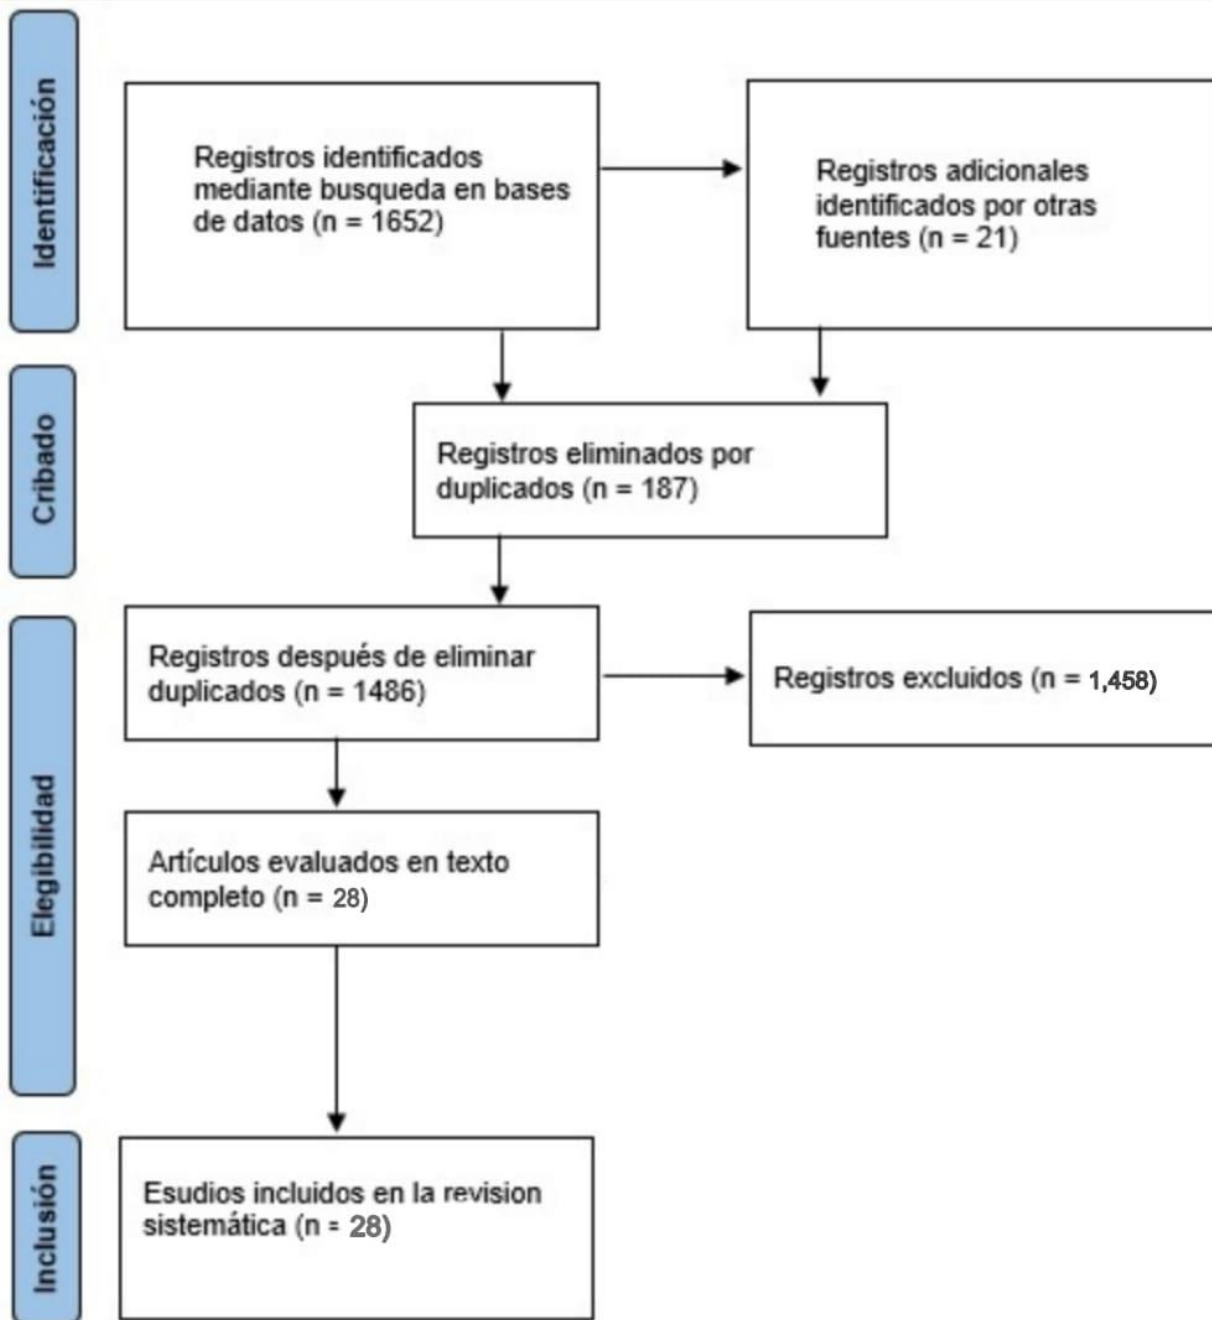 Identificación
Registros identificados
mediante busqueda en bases
de datos (n = 1652)
Registros adicionales
identificados por otras
fuentes (n = 21)
Cribado
Registros eliminados por
duplicados (n = 187)
Elegibilidad
Registros después de eliminar
duplicados (n = 1486)
Registros excluidos (n = 1,458)
Artículos evaluados en texto
completo (n = 28)
Inclusión
Esudios incluidos en la revision
sistemática (n = 28)